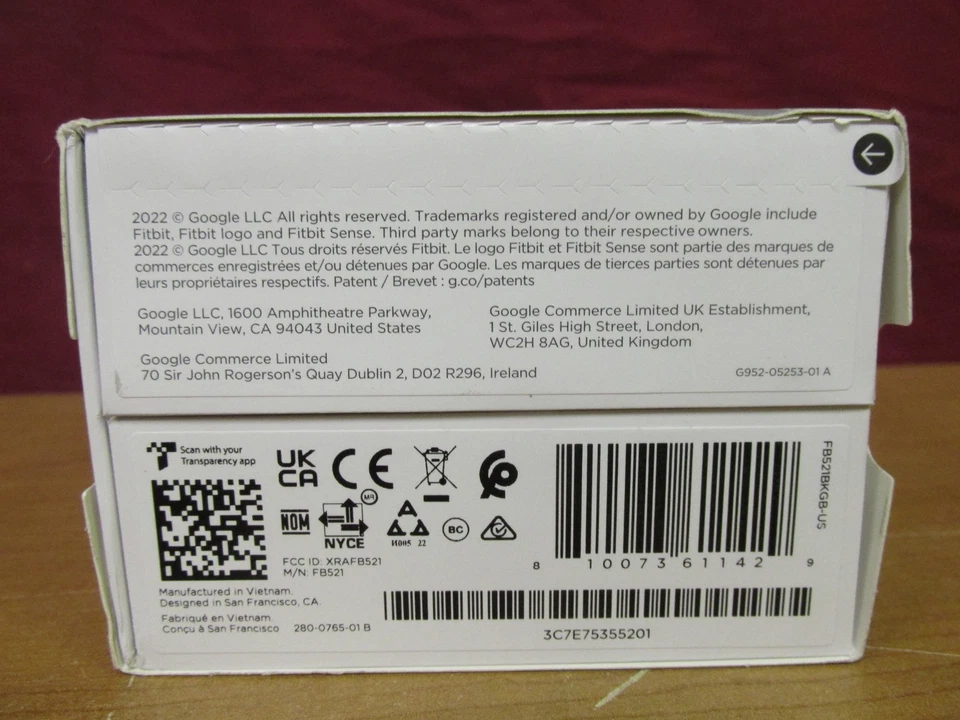 2022 © Google LLC All rights reserved. Trademarks registered and/or owned by Google include
Fitbit, Fitbit logo and Fitbit Sense. Third party marks belong to their respective owners.
2022 © Google LLC Tous droits réservés Fitbit. Le logo Fitbit et Fitbit Sense sont partie des marques de
commerces enregistrées et/ou détenues par Google. Les marques de tierces parties sont détenues par
leurs propriétaires respectifs. Patent / Brevet : g.co/patents
Google LLC, 1600 Amphitheatre Parkway,
Mountain View, CA 94043 United States
Google Commerce Limited UK Establishment,
1 St. Giles High Street, London,
WC2H 8AG, United Kingdom
Google Commerce Limited
70 Sir John Rogerson's Quay Dublin 2, D02 R296, Ireland
G952-05253-01 A
Scan with your
Transparency app
UK
CA
CE
NOM
NYCE
MR
И005 22
BC
FCC ID: XRAFB521
M/N: FB521
8 10073 61142 9
FB521BKGB-US
Manufactured in Vietnam.
Designed in San Francisco, CA.
Fabriqué en Vietnam.
Conçu à San Francisco
280-0765-01 B
3C7E75355201